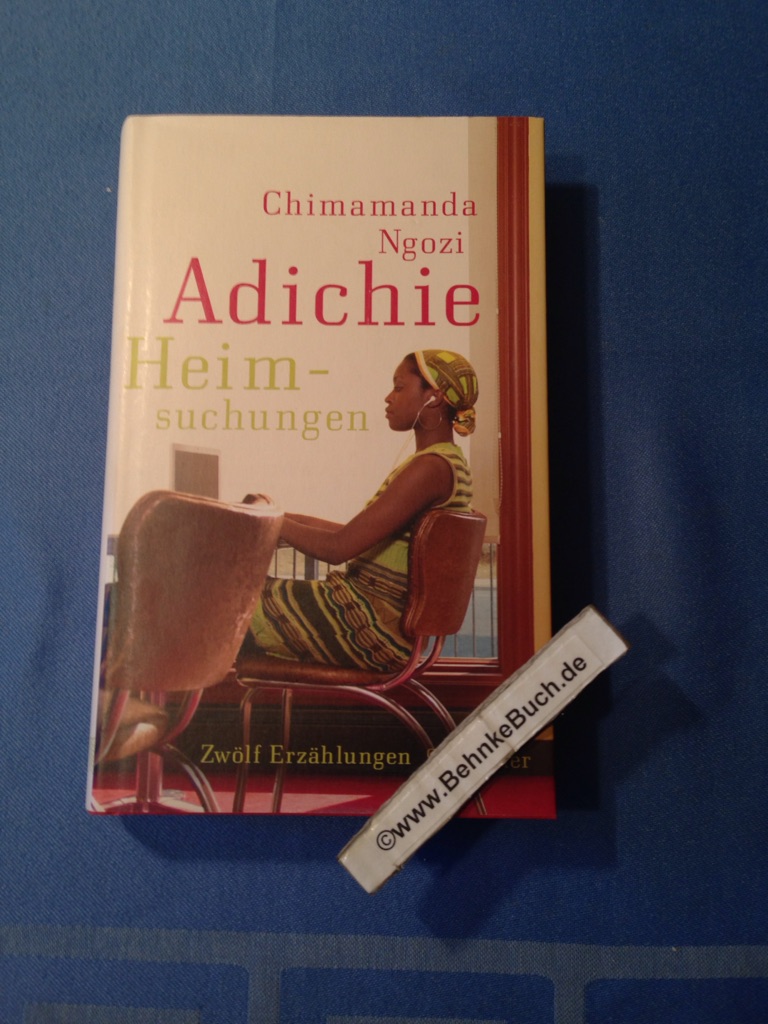 Chimamanda
Ngozi
Adichie
Heim-
suchungen
Zwölf Erzählungen
©www.BehnkeBuch.de